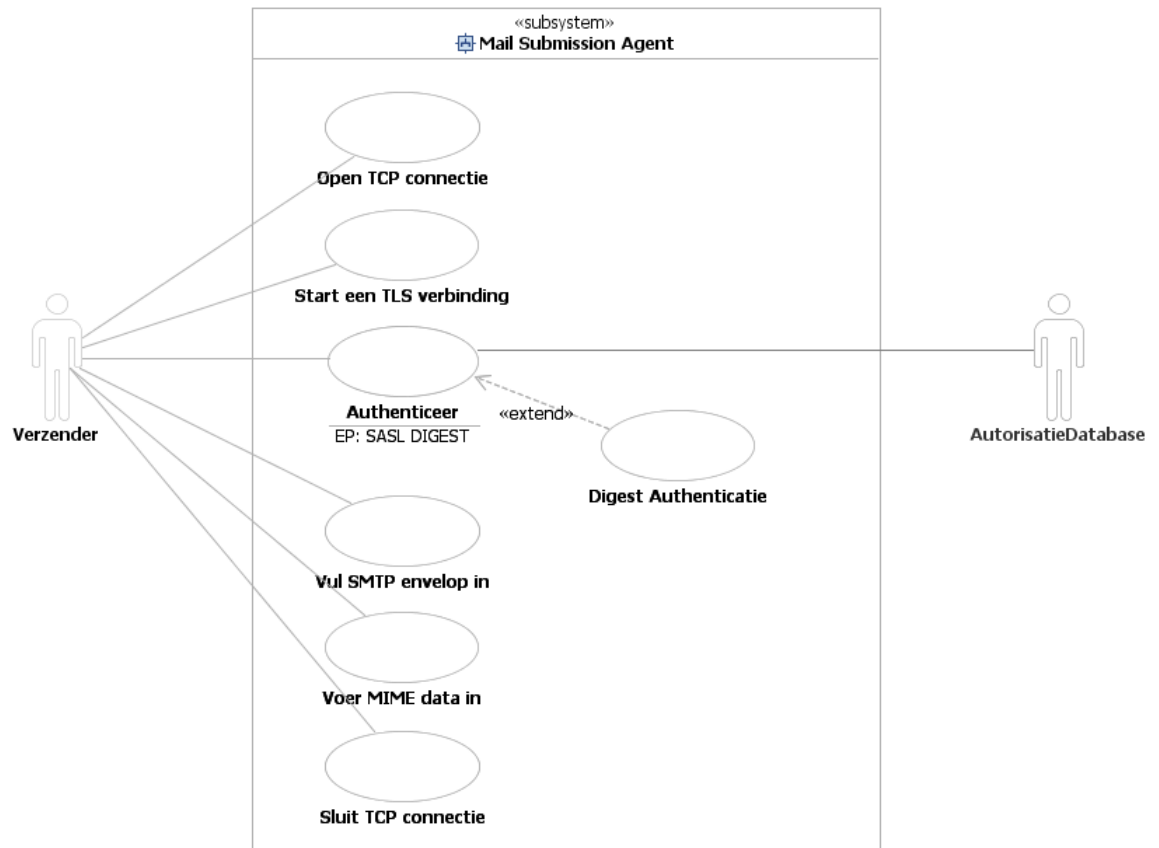 «subsystem»
Mail Submission Agent
Open TCP connectie
Start een TLS verbinding
Authenticeer
EP: SASL DIGEST
«extend»
Verzender
AutorisatieDatabase
Digest Authenticatie
Vul SMTP envelop in
Voer MIME data in
Sluit TCP connectie